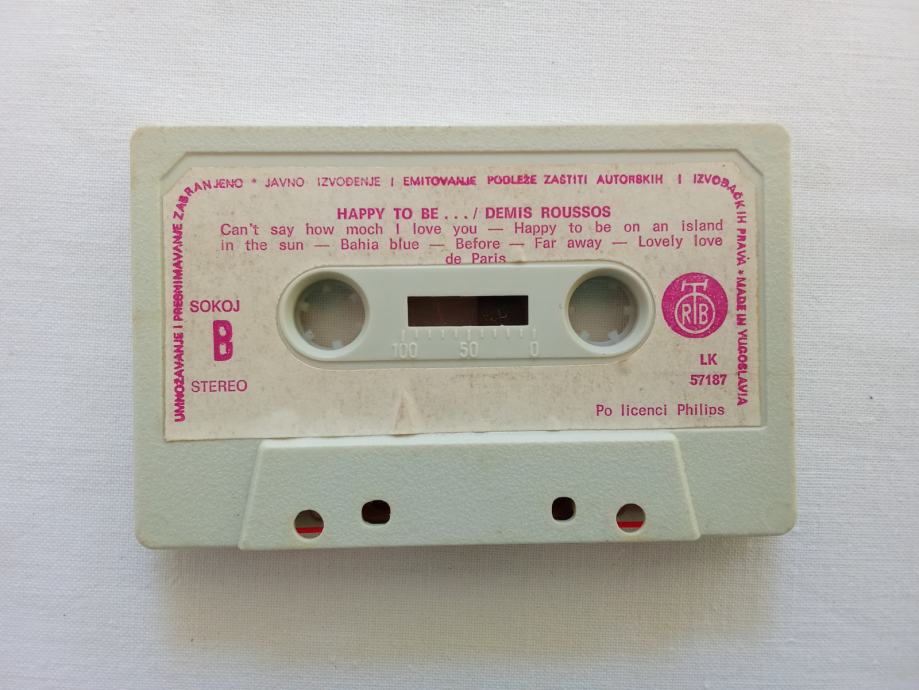 UMNOŽAVANJE I PRESNIMAVANJE ZABRANJENO * JAVNO IZVOĐENJE I EMITOVANJE PODLEŽE ZAŠTITI AUTORSKIH I IZVOĐAČKIH PRAVA * MADE IN YUGOSLAVIA
HAPPY TO BE . . . / DEMIS ROUSSOS
Can't say how moch I love you — Happy to be on an island
in the sun — Bahia blue — Before — Far away — Lovely love
de Paris
SOKOJ
B
STEREO
100 50 0
RTB
LK
57187
Po licenci Philips